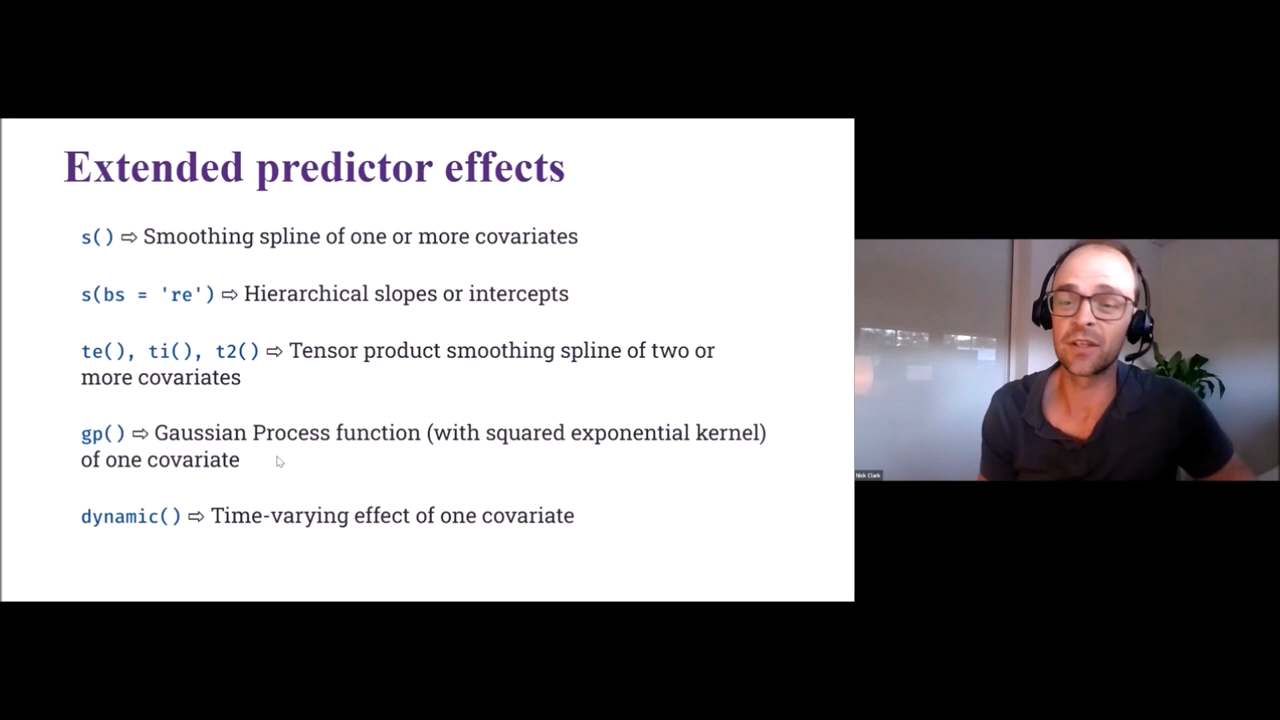 Extended predictor effects
s() ⇨ Smoothing spline of one or more covariates
s(bs = 're') ⇨ Hierarchical slopes or intercepts
te(), ti(), t2() ⇨ Tensor product smoothing spline of two or
more covariates
gp() ⇨ Gaussian Process function (with squared exponential kernel)
of one covariate
dynamic() ⇨ Time-varying effect of one covariate
Nick Clark